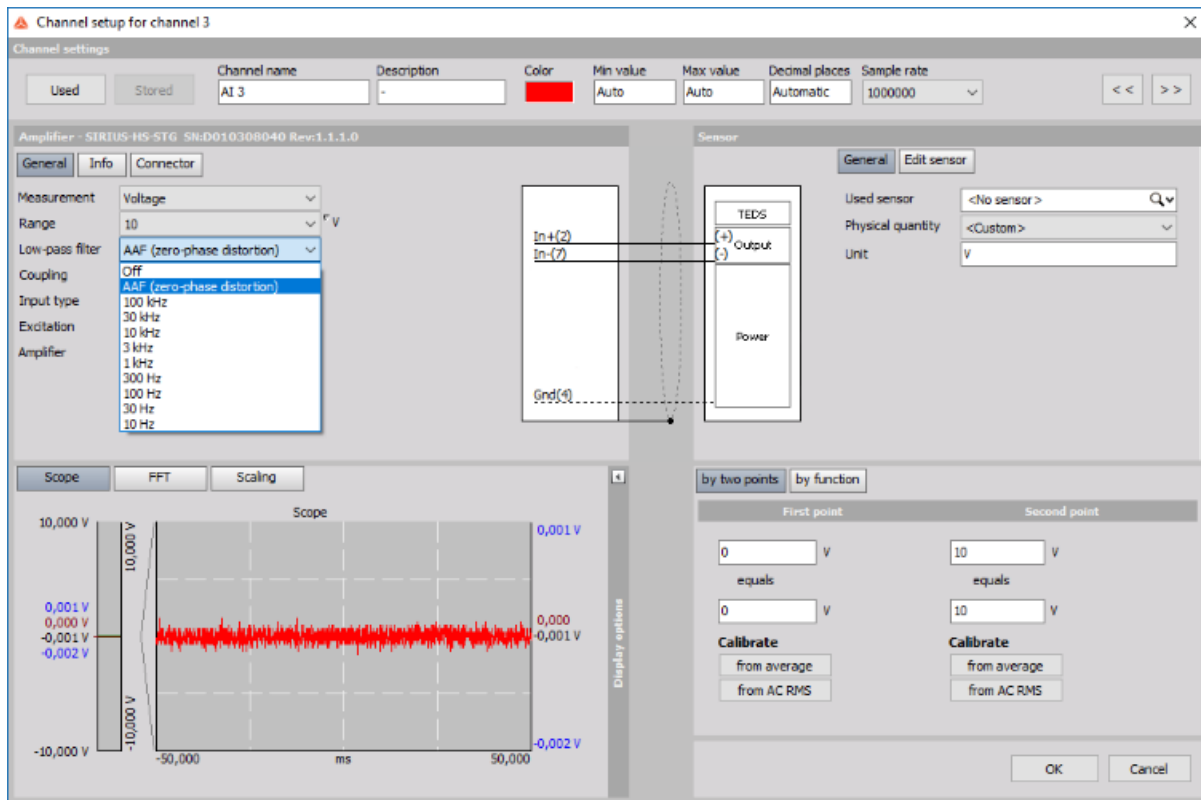 Channel setup for channel 3
Channel settings
Used
Stored
Channel name
AI 3
Description
-
Color
Min value
Auto
Max value
Auto
Decimal places
Automatic
Sample rate
1000000
<<
>>
Amplifier - SIRIUS-HS-STG SN:D010308040 Rev:1.1.1.0
General
Info
Connector
Measurement
Voltage
Range
10
V
Low-pass filter
AAF (zero-phase distortion)
Coupling
Input type
Excitation
Amplifier
Off
AAF (zero-phase distortion)
100 kHz
30 kHz
10 kHz
3 kHz
1 kHz
300 Hz
100 Hz
30 Hz
10 Hz
In+(2)
In-(7)
Gnd(4)
Sensor
TEDS
(+)
(-)
Output
Power
General
Edit sensor
Used sensor
<No sensor>
Physical quantity
<Custom>
Unit
V
Scope
FFT
Scaling
Scope
10,000 V
10,000 V
0,001 V
0,001 V
0,000 V
-0,001 V
-0,002 V
0,000
-0,001 V
-10,000 V
-10,000 V
-0,002 V
-50,000
ms
50,000
Display options
by two points
by function
First point
Second point
0 V
10 V
equals
equals
0 V
10 V
Calibrate
Calibrate
from average
from average
from AC RMS
from AC RMS
OK
Cancel